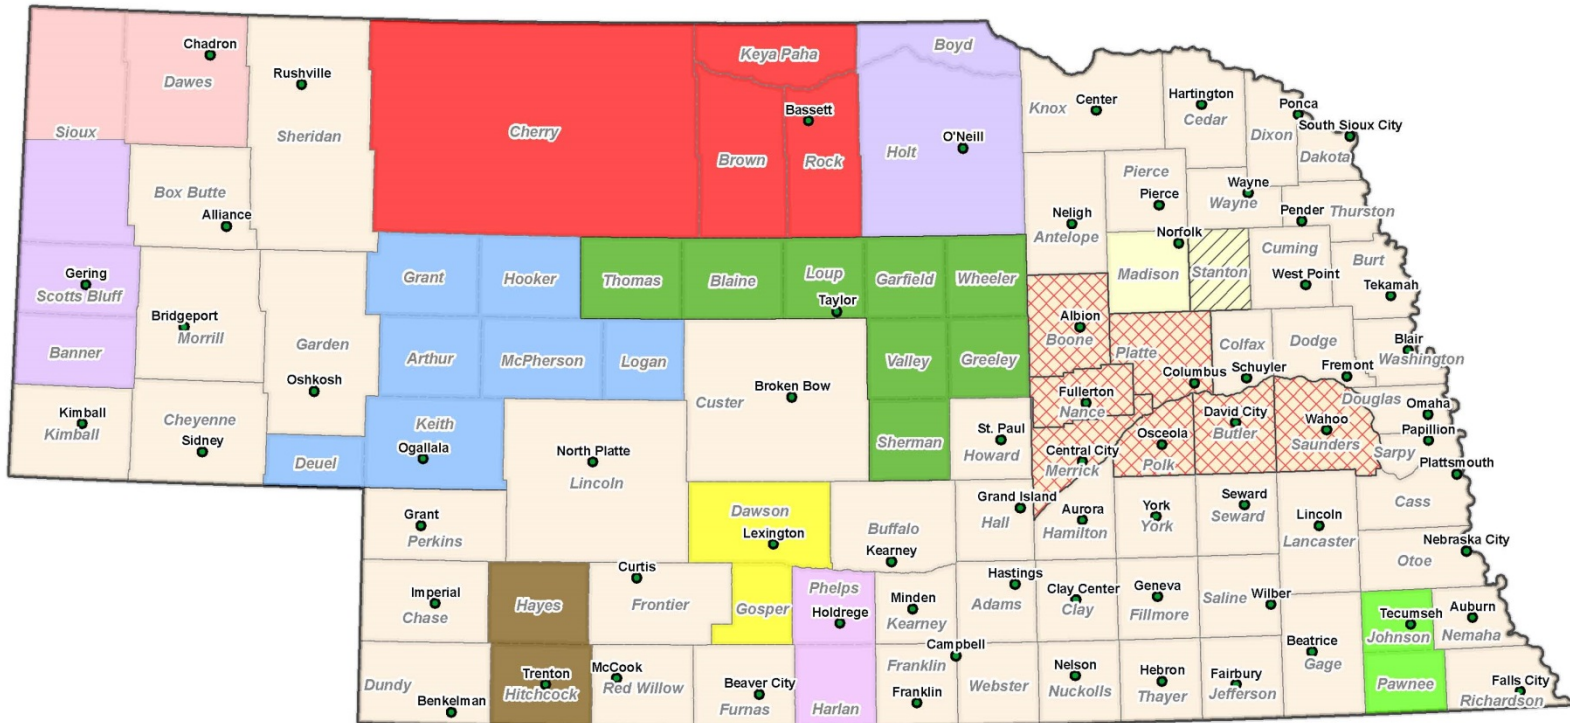 Chadron
Dawes
Rushville
Sheridan
Sioux
Box Butte
Alliance
Cherry
Keya Paha
Bassett
Brown
Rock
Boyd
O'Neill
Holt
Knox
Center
Hartington
Cedar
Ponca
Dixon
South Sioux City
Dakota
Pierce
Pierce
Wayne
Wayne
Pender
Thurston
Neligh
Antelope
Norfolk
Madison
Stanton
Cuming
West Point
Burt
Tekamah
Gering
Scotts Bluff
Banner
Bridgeport
Morrill
Garden
Oshkosh
Kimball
Kimball
Cheyenne
Sidney
Deuel
Grant
Hooker
Thomas
Blaine
Loup
Taylor
Garfield
Wheeler
Arthur
McPherson
Logan
Keith
Ogallala
Custer
Broken Bow
Valley
Greeley
Sherman
St. Paul
Howard
Albion
Boone
Platte
Columbus
Colfax
Schuyler
Dodge
Fremont
Blair
Washington
Fullerton
Nance
Central City
Merrick
Osceola
Polk
David City
Butler
Wahoo
Saunders
Douglas
Omaha
Papillion
Sarpy
Plattsmouth
Cass
North Platte
Lincoln
Grant
Perkins
Dawson
Lexington
Buffalo
Kearney
Grand Island
Hall
Aurora
Hamilton
York
York
Seward
Seward
Lincoln
Lancaster
Nebraska City
Otoe
Imperial
Chase
Hayes
Curtis
Frontier
Gosper
Phelps
Holdrege
Minden
Kearney
Hastings
Adams
Clay Center
Clay
Geneva
Fillmore
Saline
Wilber
Beatrice
Gage
Tecumseh
Johnson
Auburn
Nemaha
Dundy
Benkelman
Trenton
Hitchcock
McCook
Red Willow
Beaver City
Furnas
Harlan
Campbell
Franklin
Franklin
Webster
Nelson
Nuckolls
Hebron
Thayer
Fairbury
Jefferson
Pawnee
Falls City
Richardson